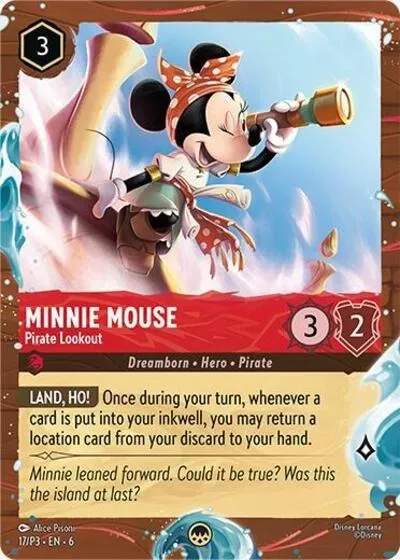 3
MINNIE MOUSE
Pirate Lookout
3
2
Dreamborn • Hero • Pirate
LAND, HO! Once during your turn, whenever a
card is put into your inkwell, you may return a
location card from your discard to your hand.
Minnie leaned forward. Could it be true? Was this
the island at last?
Alice Pisoni
17/P3 • EN • 6
Disney Lorcana
©Disney